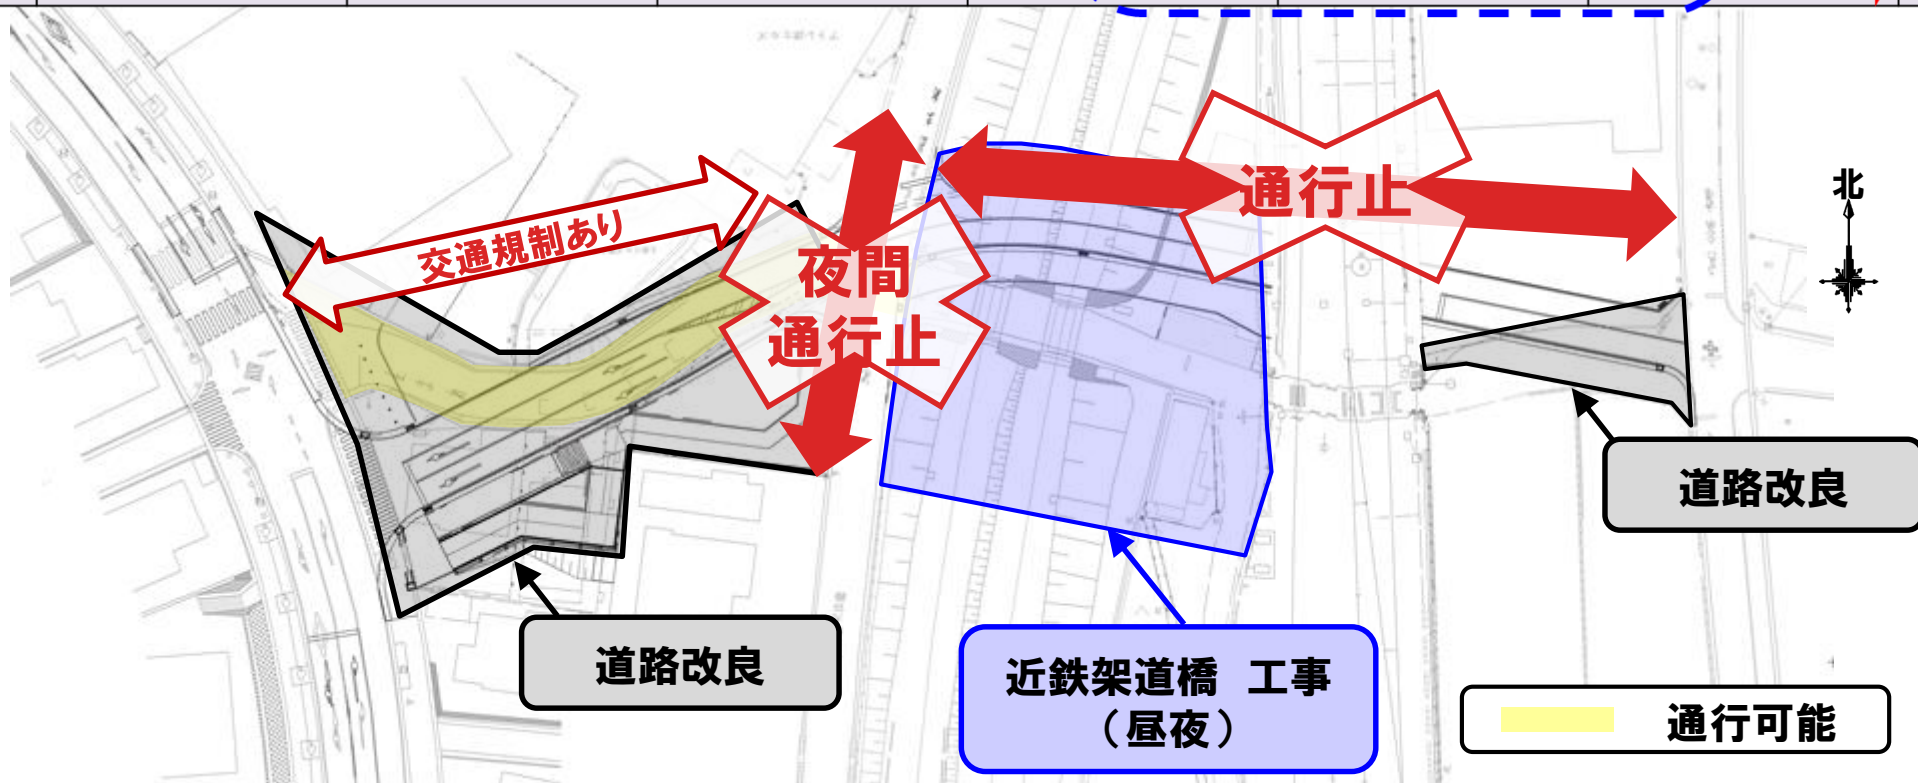 北
通行止
交通規制あり
夜間
通行止
道路改良
道路改良
近鉄架道橋　工事
（昼夜）
通行可能